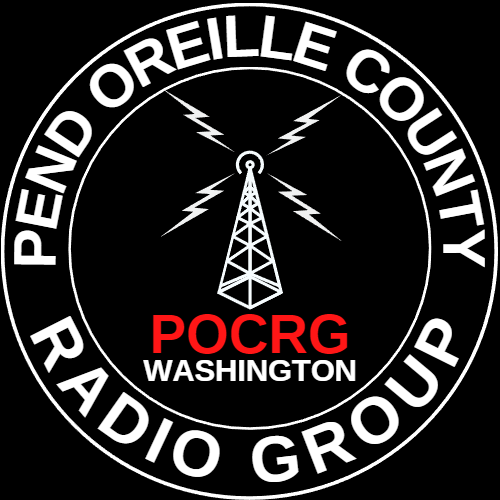 PEND OREILLE COUNTY
POCRG
WASHINGTON
RADIO GROUP